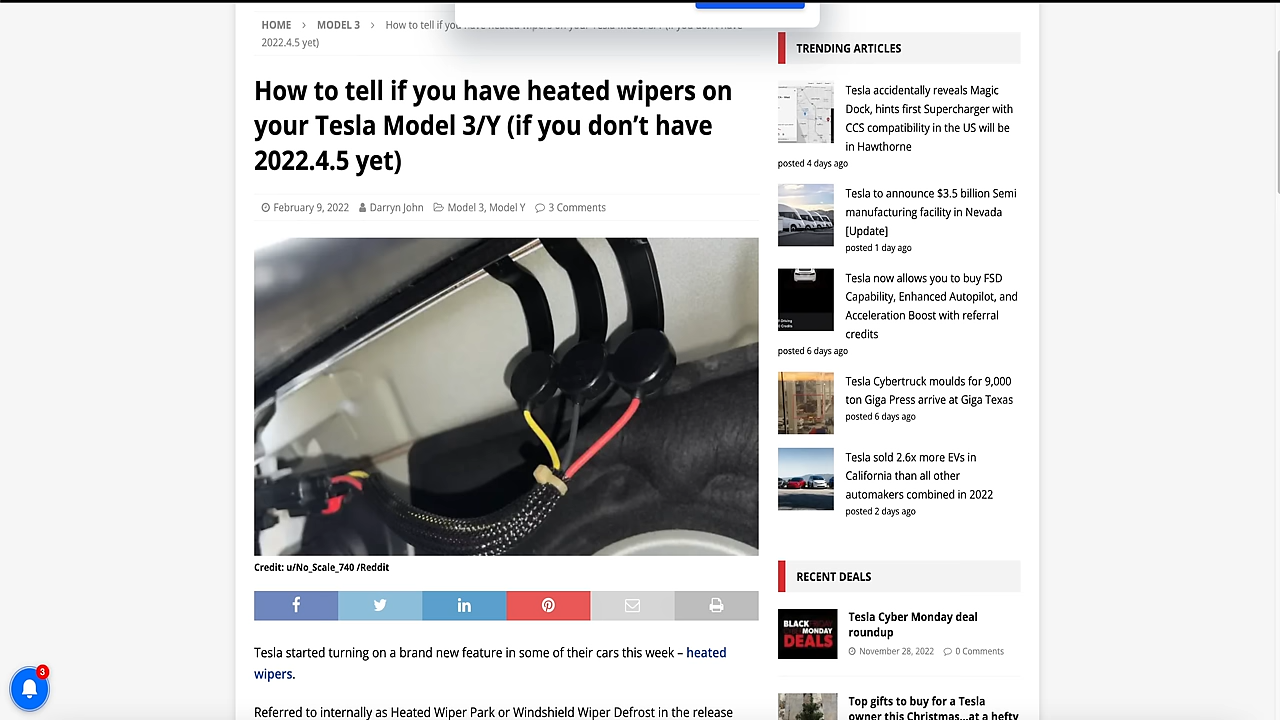 HOME > MODEL 3 > How to tell if you have heated wipers on your Tesla Model 3/Y (if you don't have
2022.4.5 yet)
How to tell if you have heated wipers on
your Tesla Model 3/Y (if you don't have
2022.4.5 yet)
February 9, 2022 Darryn John Model 3, Model Y 3 Comments
Credit: u/No_Scale_740 /Reddit
Tesla started turning on a brand new feature in some of their cars this week – heated
wipers.
Referred to internally as Heated Wiper Park or Windshield Wiper Defrost in the release
TRENDING ARTICLES
Tesla accidentally reveals Magic
Dock, hints first Supercharger with
CCS compatibility in the US will be
in Hawthorne
posted 4 days ago
Tesla to announce $3.5 billion Semi
manufacturing facility in Nevada
[Update]
posted 1 day ago
Tesla now allows you to buy FSD
Capability, Enhanced Autopilot, and
Acceleration Boost with referral
credits
posted 6 days ago
Tesla Cybertruck moulds for 9,000
ton Giga Press arrive at Giga Texas
posted 6 days ago
Tesla sold 2.6x more EVs in
California than all other
automakers combined in 2022
posted 2 days ago
RECENT DEALS
BLACK
MONDAY
DEALS
Tesla Cyber Monday deal
roundup
November 28, 2022 0 Comments
Top gifts to buy for a Tesla
owner this Christmas...at a hefty
3